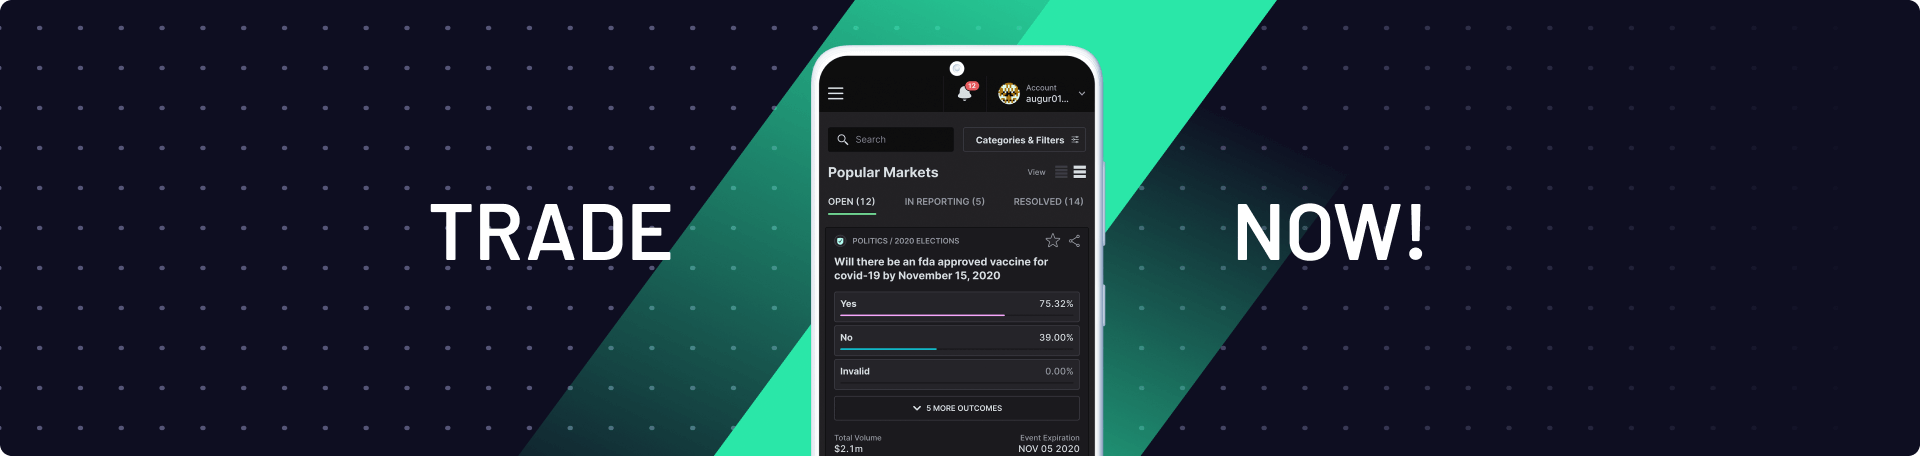 TRADE
NOW!
12
Account
augur01...
Search
Categories & Filters
Popular Markets
View
OPEN (12)
IN REPORTING (5)
RESOLVED (14)
POLITICS / 2020 ELECTIONS
Will there be an fda approved vaccine for
covid-19 by November 15, 2020
Yes 75.32%
No 39.00%
Invalid 0.00%
5 MORE OUTCOMES
Total Volume
$2.1m
Event Expiration
NOV 05 2020